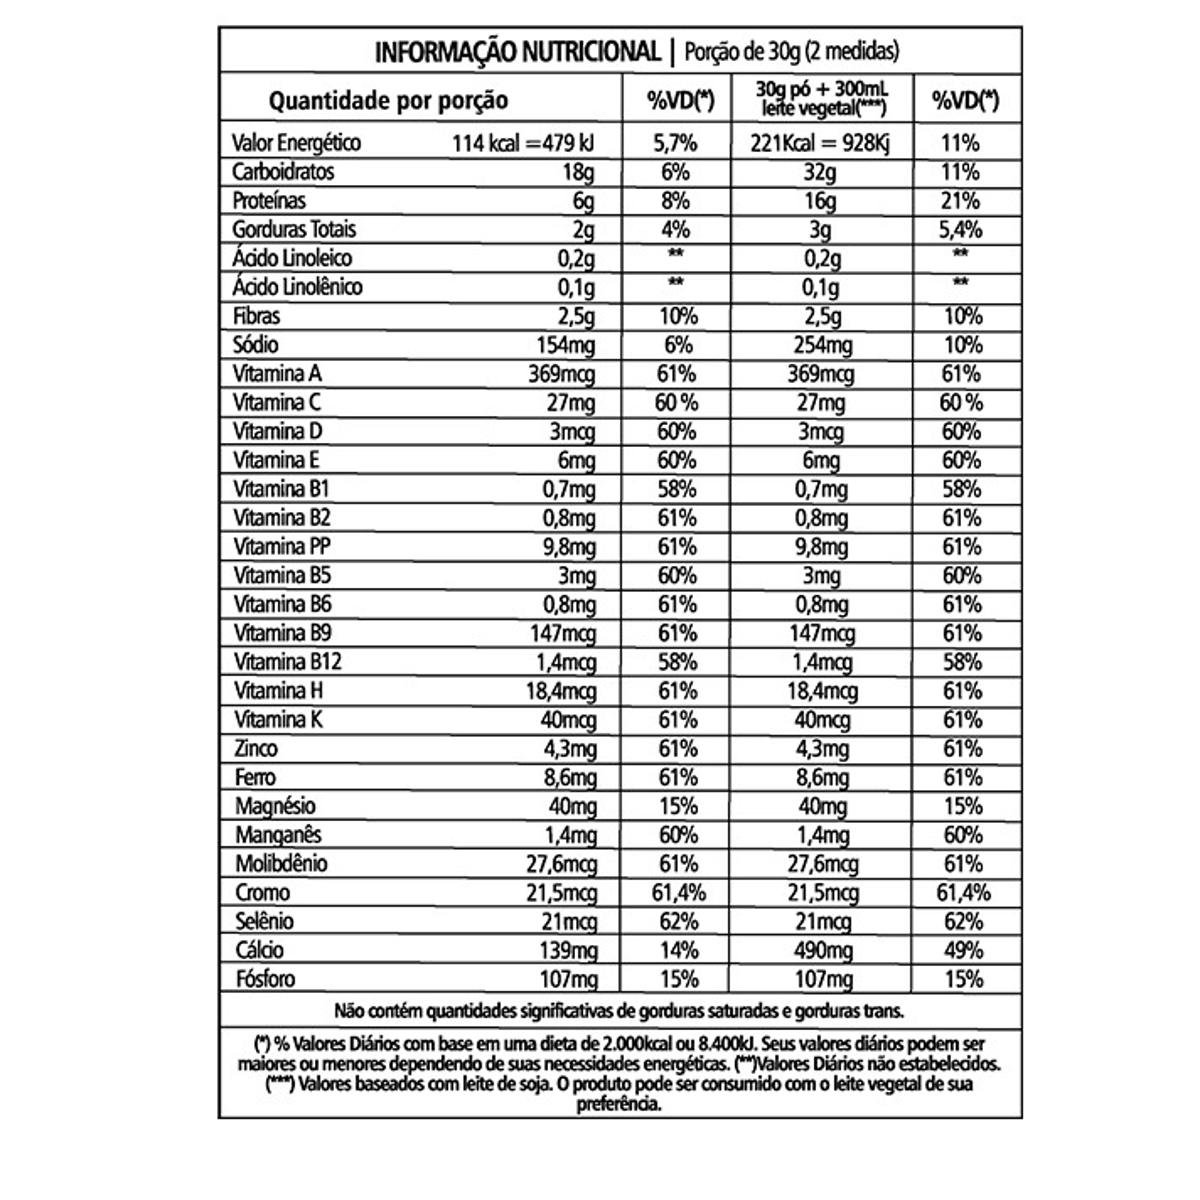 INFORMAÇÃO NUTRICIONAL | Porção de 30g (2 medidas)
Quantidade por porção %VD(*) 30g pó + 300mL leite vegetal(***) %VD(*)
Valor Energético 114 kcal =479 kJ 5,7% 221Kcal = 928Kj 11%
Carboidratos 18g 6% 32g 11%
Proteínas 6g 8% 16g 21%
Gorduras Totais 2g 4% 3g 5,4%
Ácido Linoleico 0,2g ** 0,2g **
Ácido Linolênico 0,1g ** 0,1g **
Fibras 2,5g 10% 2,5g 10%
Sódio 154mg 6% 254mg 10%
Vitamina A 369mcg 61% 369mcg 61%
Vitamina C 27mg 60 % 27mg 60 %
Vitamina D 3mcg 60% 3mcg 60%
Vitamina E 6mg 60% 6mg 60%
Vitamina B1 0,7mg 58% 0,7mg 58%
Vitamina B2 0,8mg 61% 0,8mg 61%
Vitamina PP 9,8mg 61% 9,8mg 61%
Vitamina B5 3mg 60% 3mg 60%
Vitamina B6 0,8mg 61% 0,8mg 61%
Vitamina B9 147mcg 61% 147mcg 61%
Vitamina B12 1,4mcg 58% 1,4mcg 58%
Vitamina H 18,4mcg 61% 18,4mcg 61%
Vitamina K 40mcg 61% 40mcg 61%
Zinco 4,3mg 61% 4,3mg 61%
Ferro 8,6mg 61% 8,6mg 61%
Magnésio 40mg 15% 40mg 15%
Manganês 1,4mg 60% 1,4mg 60%
Molibdênio 27,6mcg 61% 27,6mcg 61%
Cromo 21,5mcg 61,4% 21,5mcg 61,4%
Selênio 21mcg 62% 21mcg 62%
Cálcio 139mg 14% 490mg 49%
Fósforo 107mg 15% 107mg 15%
Não contém quantidades significativas de gorduras saturadas e gorduras trans.
(*) % Valores Diários com base em uma dieta de 2.000kcal ou 8.400kJ. Seus valores diários podem ser
maiores ou menores dependendo de suas necessidades energéticas. (**)Valores Diários não estabelecidos.
(***) Valores baseados com leite de soja. O produto pode ser consumido com o leite vegetal de sua
preferência.